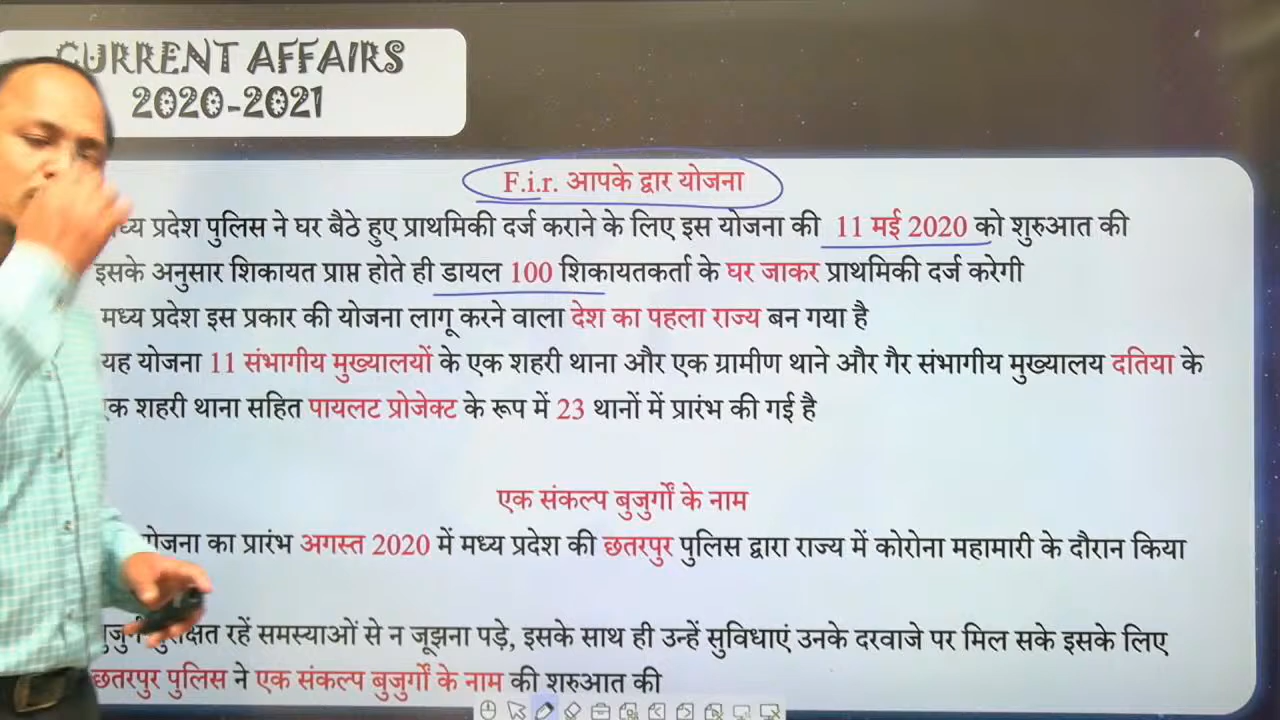 CURRENT AFFAIRS
2020-2021
F.i.r. आपके द्वार योजना
प्रदेश पुलिस ने घर बैठे हुए प्राथमिकी दर्ज कराने के लिए इस योजना की 11 मई 2020 को शुरुआत की
इसके अनुसार शिकायत प्राप्त होते ही डायल 100 शिकायतकर्ता के घर जाकर प्राथमिकी दर्ज करेगी
मध्य प्रदेश इस प्रकार की योजना लागू करने वाला देश का पहला राज्य बन गया है
यह योजना 11 संभागीय मुख्यालयों के एक शहरी थाना और एक ग्रामीण थाने और गैर संभागीय मुख्यालय दतिया के
एक शहरी थाना सहित पायलट प्रोजेक्ट के रूप में 23 थानों में प्रारंभ की गई है
एक संकल्प बुजुर्गों के नाम
योजना का प्रारंभ अगस्त 2020 में मध्य प्रदेश की छतरपुर पुलिस द्वारा राज्य में कोरोना महामारी के दौरान किया
रहें समस्याओं से न जूझना पड़े, इसके साथ ही उन्हें सुविधाएं उनके दरवाजे पर मिल सके इसके लिए
छतरपुर पुलिस ने एक संकल्प बुजुर्गों के नाम की शुरुआत की